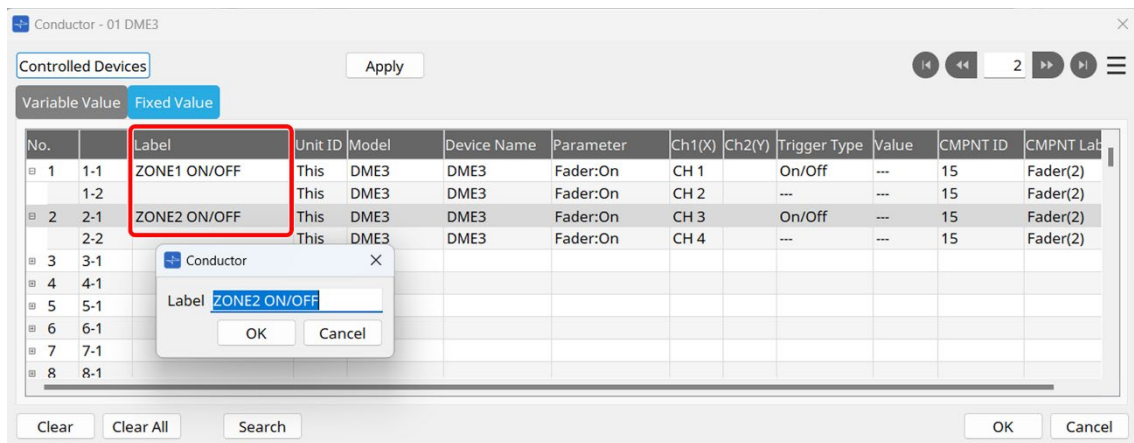 Conductor - 01 DME3
Controlled Devices Apply 2
Variable Value Fixed Value
No. Label Unit ID Model Device Name Parameter Ch1(X) Ch2(Y) Trigger Type Value CMPNT ID CMPNT Lab
1 1-1 ZONE1 ON/OFF This DME3 DME3 Fader:On CH 1 On/Off --- 15 Fader(2)
1-2 This DME3 DME3 Fader:On CH 2 --- --- 15 Fader(2)
2 2-1 ZONE2 ON/OFF This DME3 DME3 Fader:On CH 3 On/Off --- 15 Fader(2)
2-2 This DME3 DME3 Fader:On CH 4 --- --- 15 Fader(2)
3 3-1
4 4-1
5 5-1
6 6-1
7 7-1
8 8-1
Conductor
Label ZONE2 ON/OFF
OK Cancel
Clear Clear All Search OK Cancel